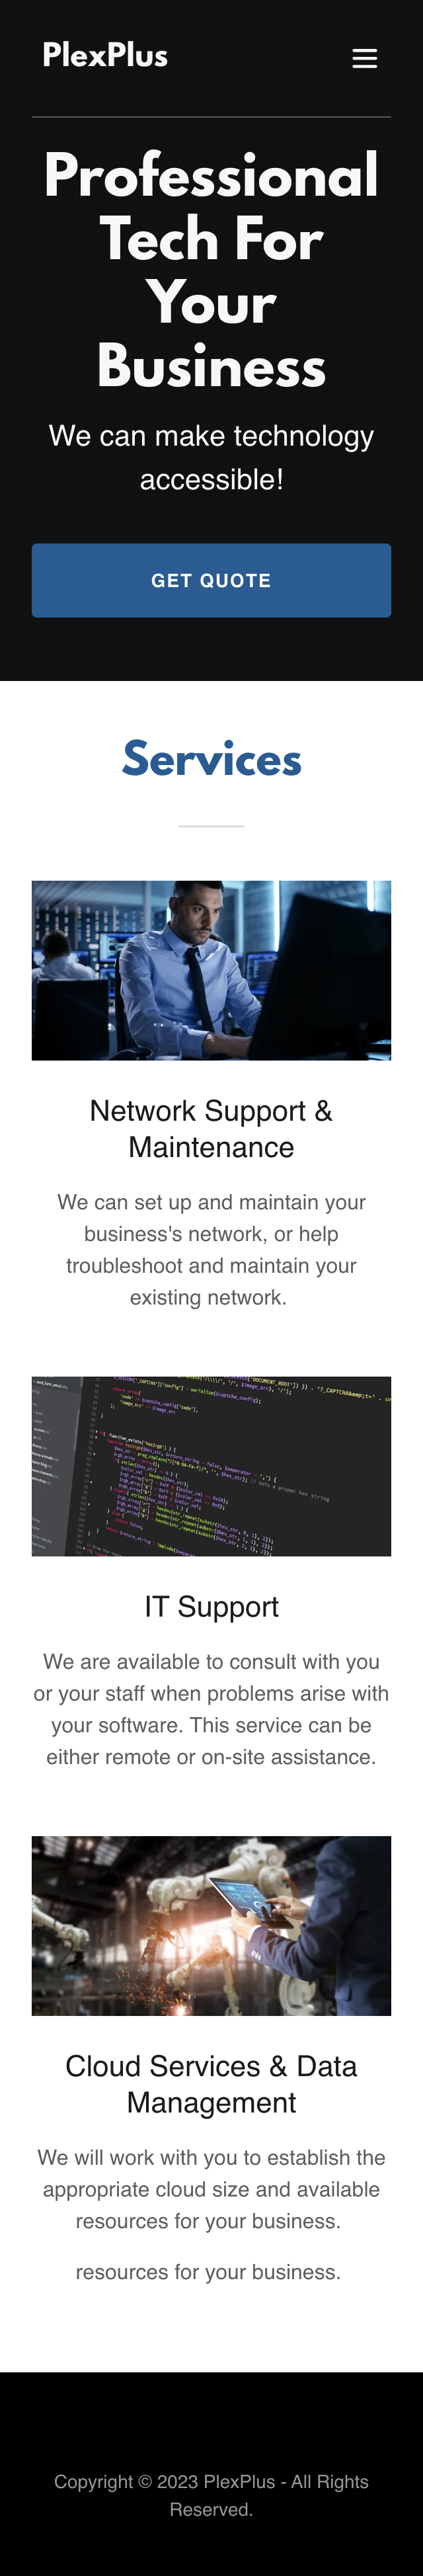 PlexPlus
Professional
Tech For
Your
Business
We can make technology
accessible!
GET QUOTE
Services
Network Support &
Maintenance
We can set up and maintain your
business's network, or help
troubleshoot and maintain your
existing network.
IT Support
We are available to consult with you
or your staff when problems arise with
your software. This service can be
either remote or on-site assistance.
Cloud Services & Data
Management
We will work with you to establish the
appropriate cloud size and available
resources for your business.
resources for your business.
Copyright © 2023 PlexPlus - All Rights
Reserved.